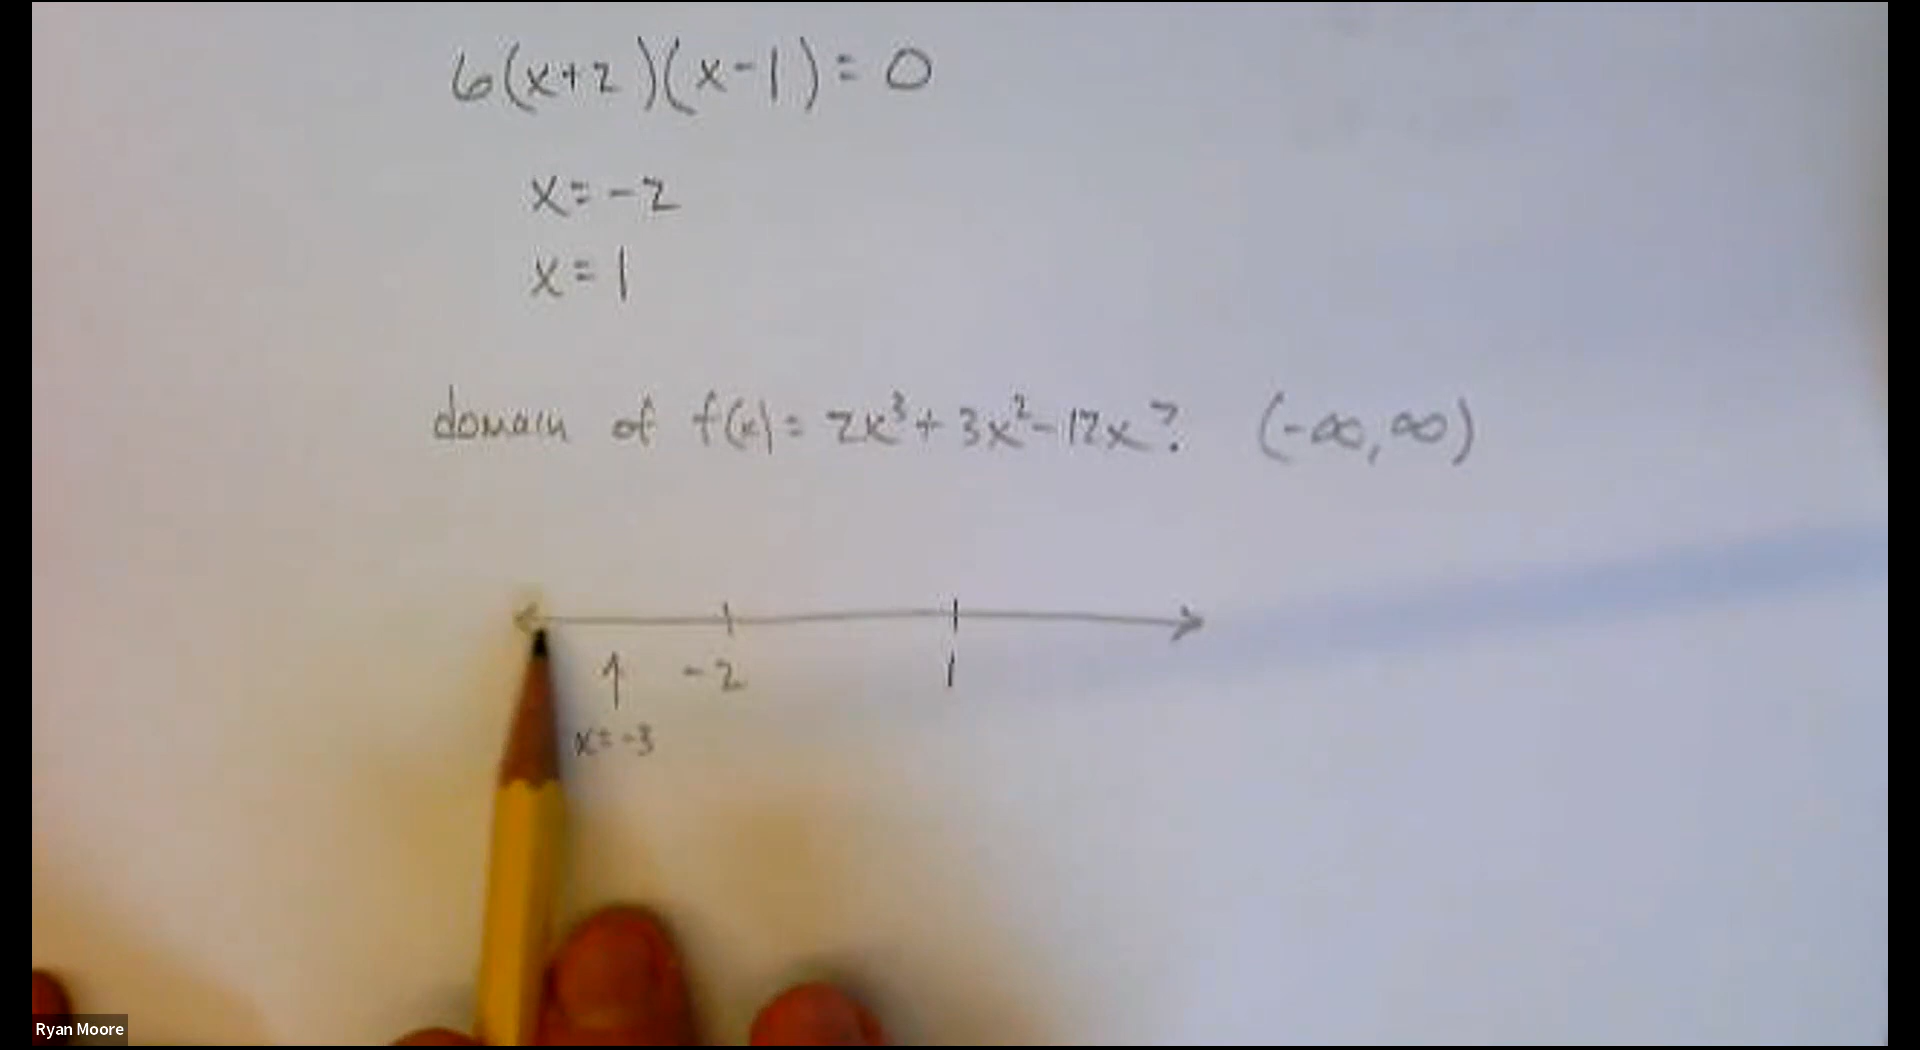 6(x+2)(x-1)=0
x=-2
x=1
domain of f(x)=2x³+3x²-12x? (-∞,∞)
-2 1
x=-3
Ryan Moore